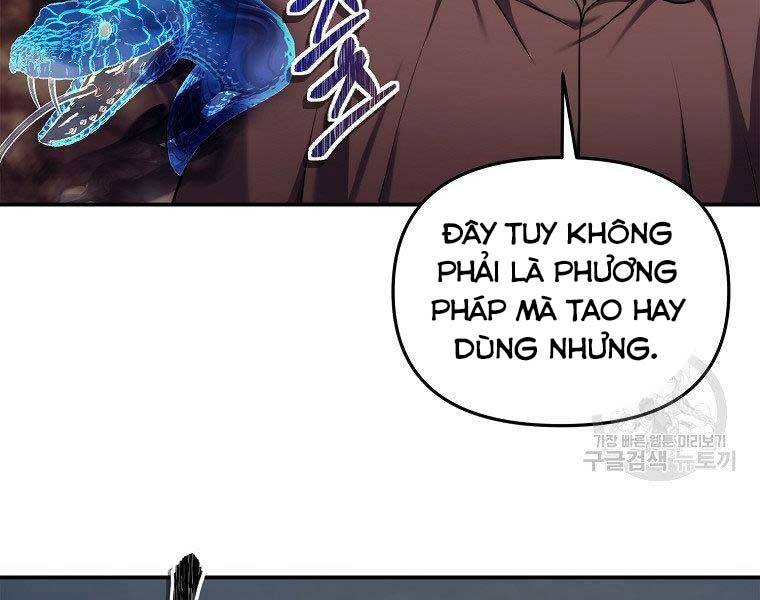 ĐÂY TUY KHÔNG
PHẢI LÀ PHƯƠNG
PHÁP MÀ TAO HAY
DÙNG NHƯNG.
가장 빠른 웹툰 미리보기
구글검색 뉴토끼